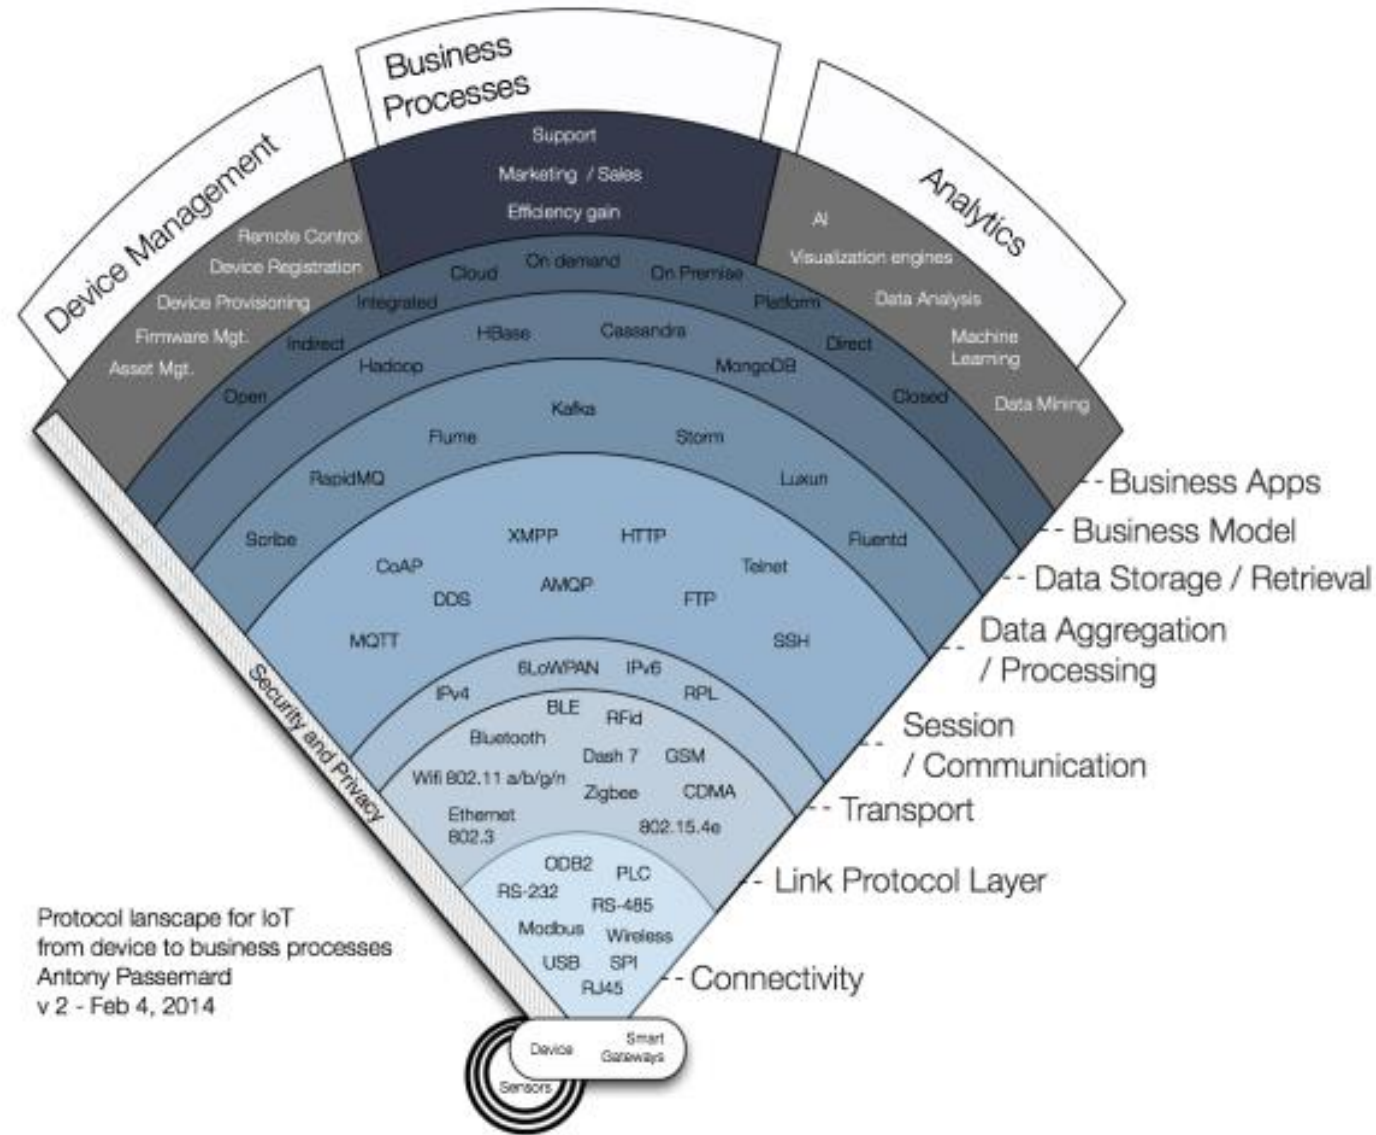 Business
Processes
Device Management
Analytics
Support
Marketing / Sales
Efficiency gain
Remote Control
Device Registration
Device Provisioning
Firmware Mgt.
Asset Mgt.
AI
Visualization engines
Data Analysis
Machine
Learning
Data Mining
Open
Indirect
Integrated
Cloud
On demand
On Premise
Platform
Direct
Closed
Hadoop
HBase
Cassandra
MongoDB
Scribe
RapidMQ
Flume
Kafka
Storm
Luxun
Fluentd
XMPP
HTTP
CoAP
Telnet
DDS
AMQP
FTP
MQTT
SSH
IPv4
6LoWPAN
IPv6
RPL
BLE
RFid
Bluetooth
Dash 7
GSM
Wifi 802.11 a/b/g/n
Zigbee
CDMA
Ethernet
802.3
802.15.4e
ODB2
PLC
RS-232
RS-485
Modbus
Wireless
USB
SPI
RJ45
Business Apps
Business Model
Data Storage / Retrieval
Data Aggregation
/ Processing
Session
/ Communication
Transport
Link Protocol Layer
Connectivity
Security and Privacy
Protocol lanscape for IoT
from device to business processes
Antony Passemard
v 2 - Feb 4, 2014
Device
Smart
Gateways
Sensors